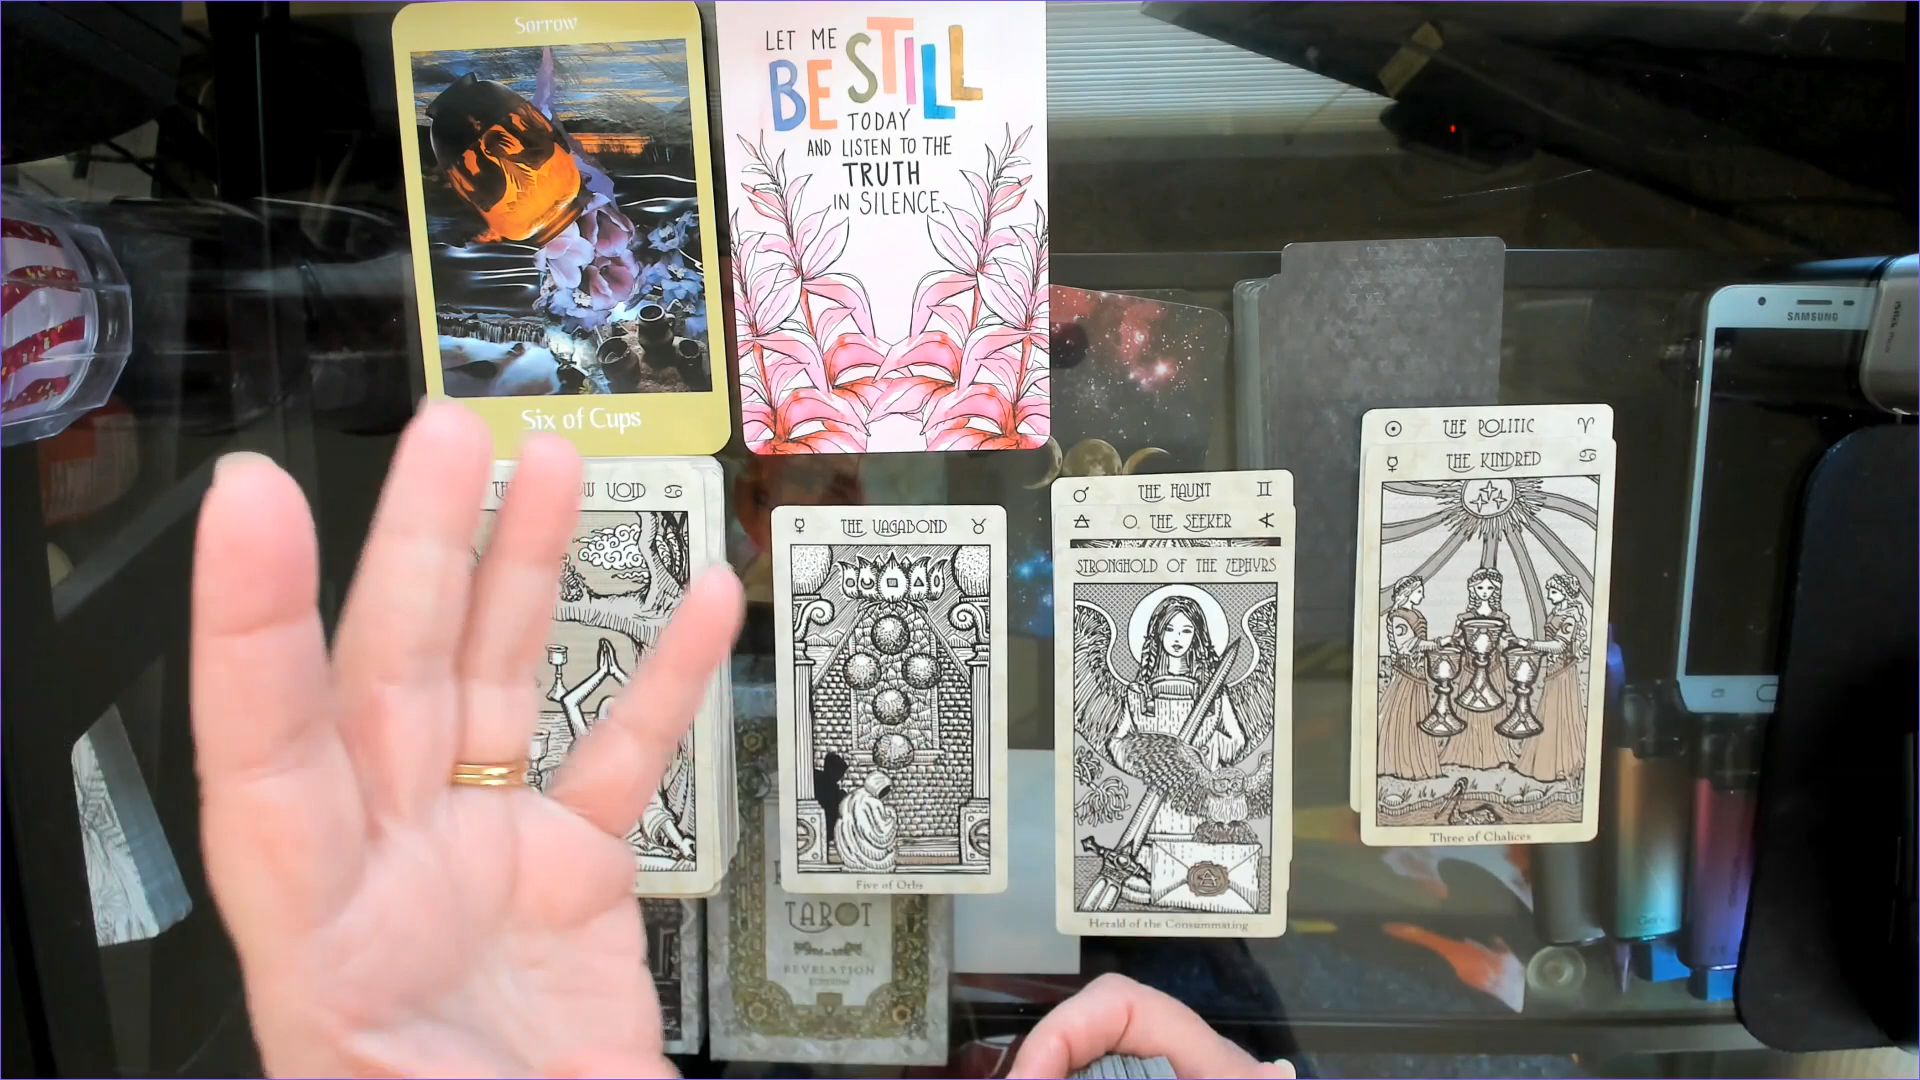 Sorrow
Six of Cups
LET ME
BE STILL
TODAY
AND LISTEN TO THE
TRUTH
IN SILENCE.
SAMSUNG
THE POLITIC
THE KINDRED
Three of Chalices
VOID
THE VAGABOND
Five of Orbs
THE HAUNT
O. THE SEEKER
STRONGHOLD OF THE ZEPHYRS
Herald of the Consummating
TAROT
REVELATION